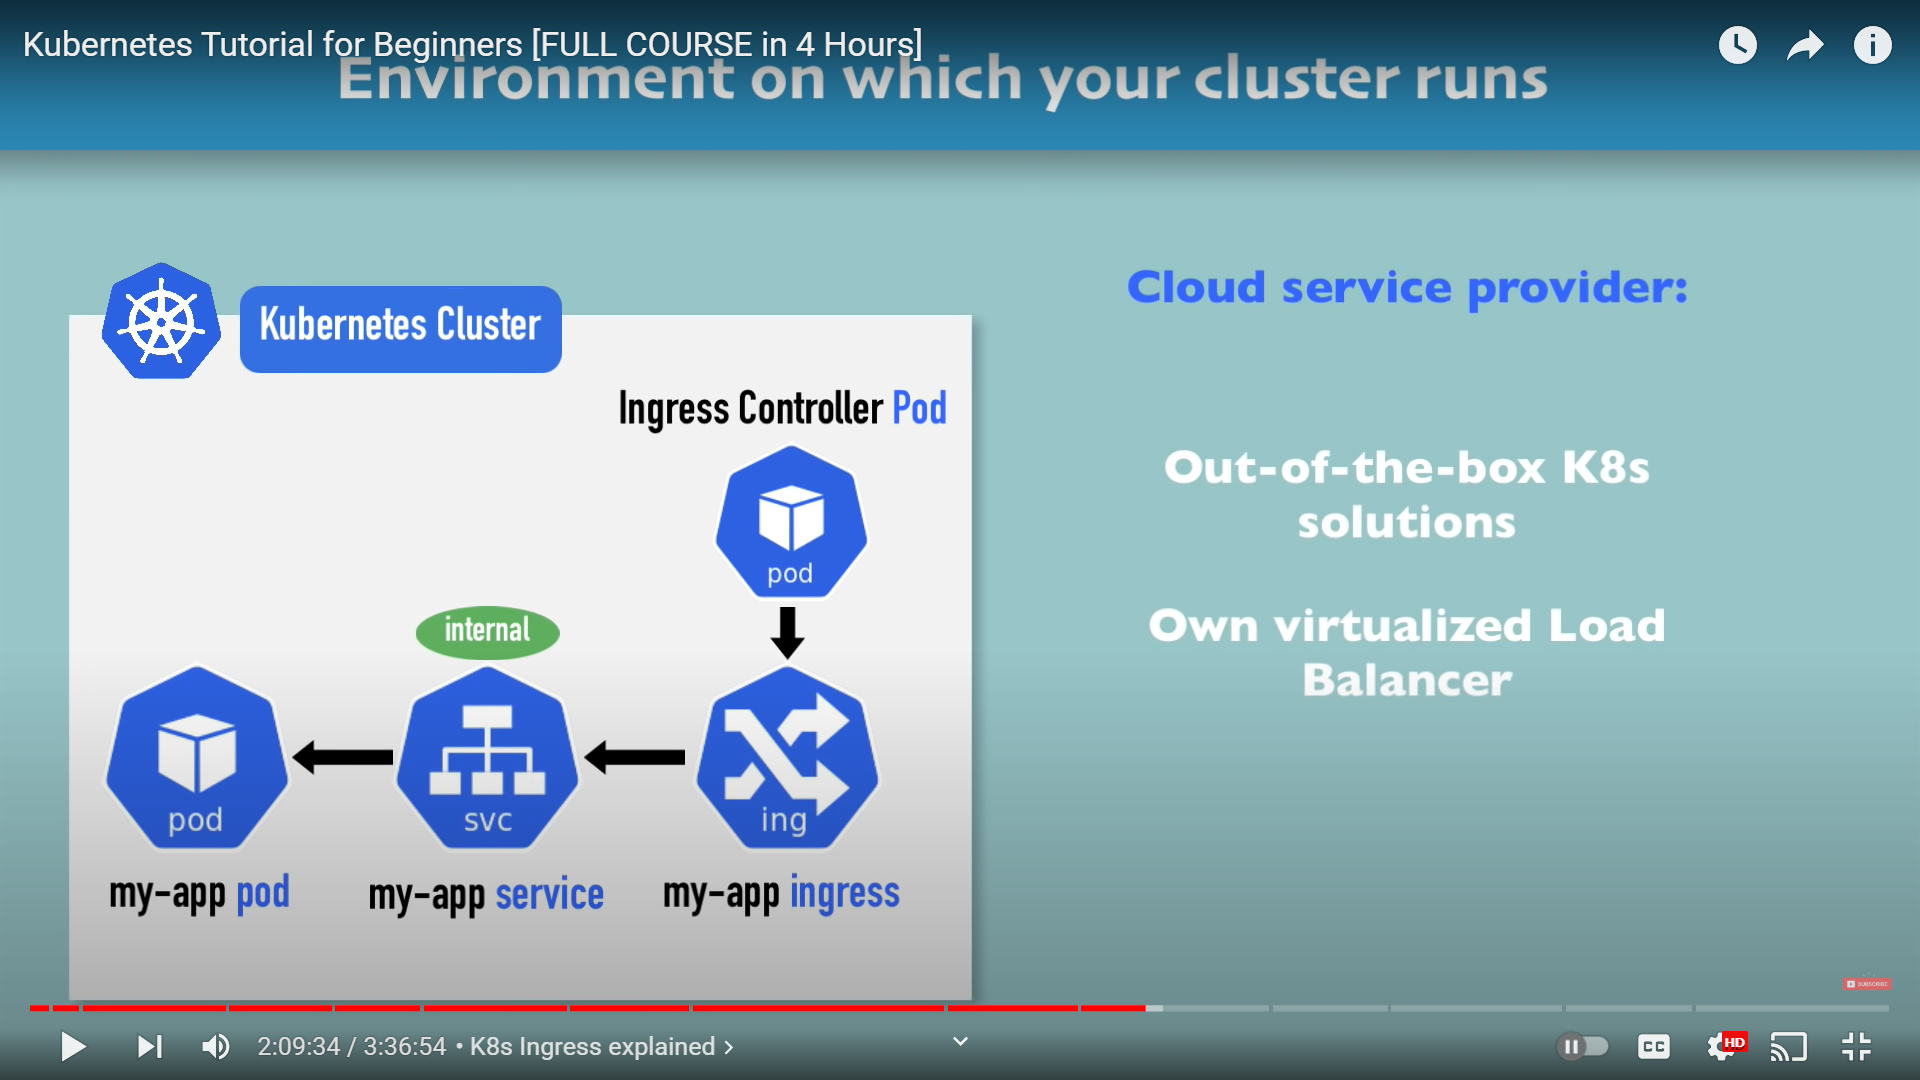 Kubernetes Tutorial for Beginners [FULL COURSE in 4 Hours]
Environment on which your cluster runs
Kubernetes Cluster
Cloud service provider:
Ingress Controller Pod
Out-of-the-box K8s
solutions
pod
internal
Own virtualized Load
Balancer
pod
svc
ing
my-app pod
my-app service
my-app ingress
SUBSCRIBE
2:09:34 / 3:36:54 • K8s Ingress explained
CC
HD